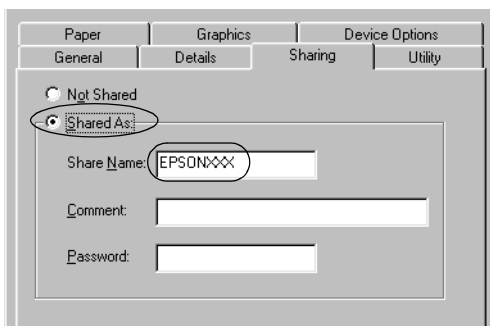 Paper Graphics Device Options
General Details Sharing Utility
Not Shared
Shared As:
Share Name: EPSONXXX
Comment:
Password: